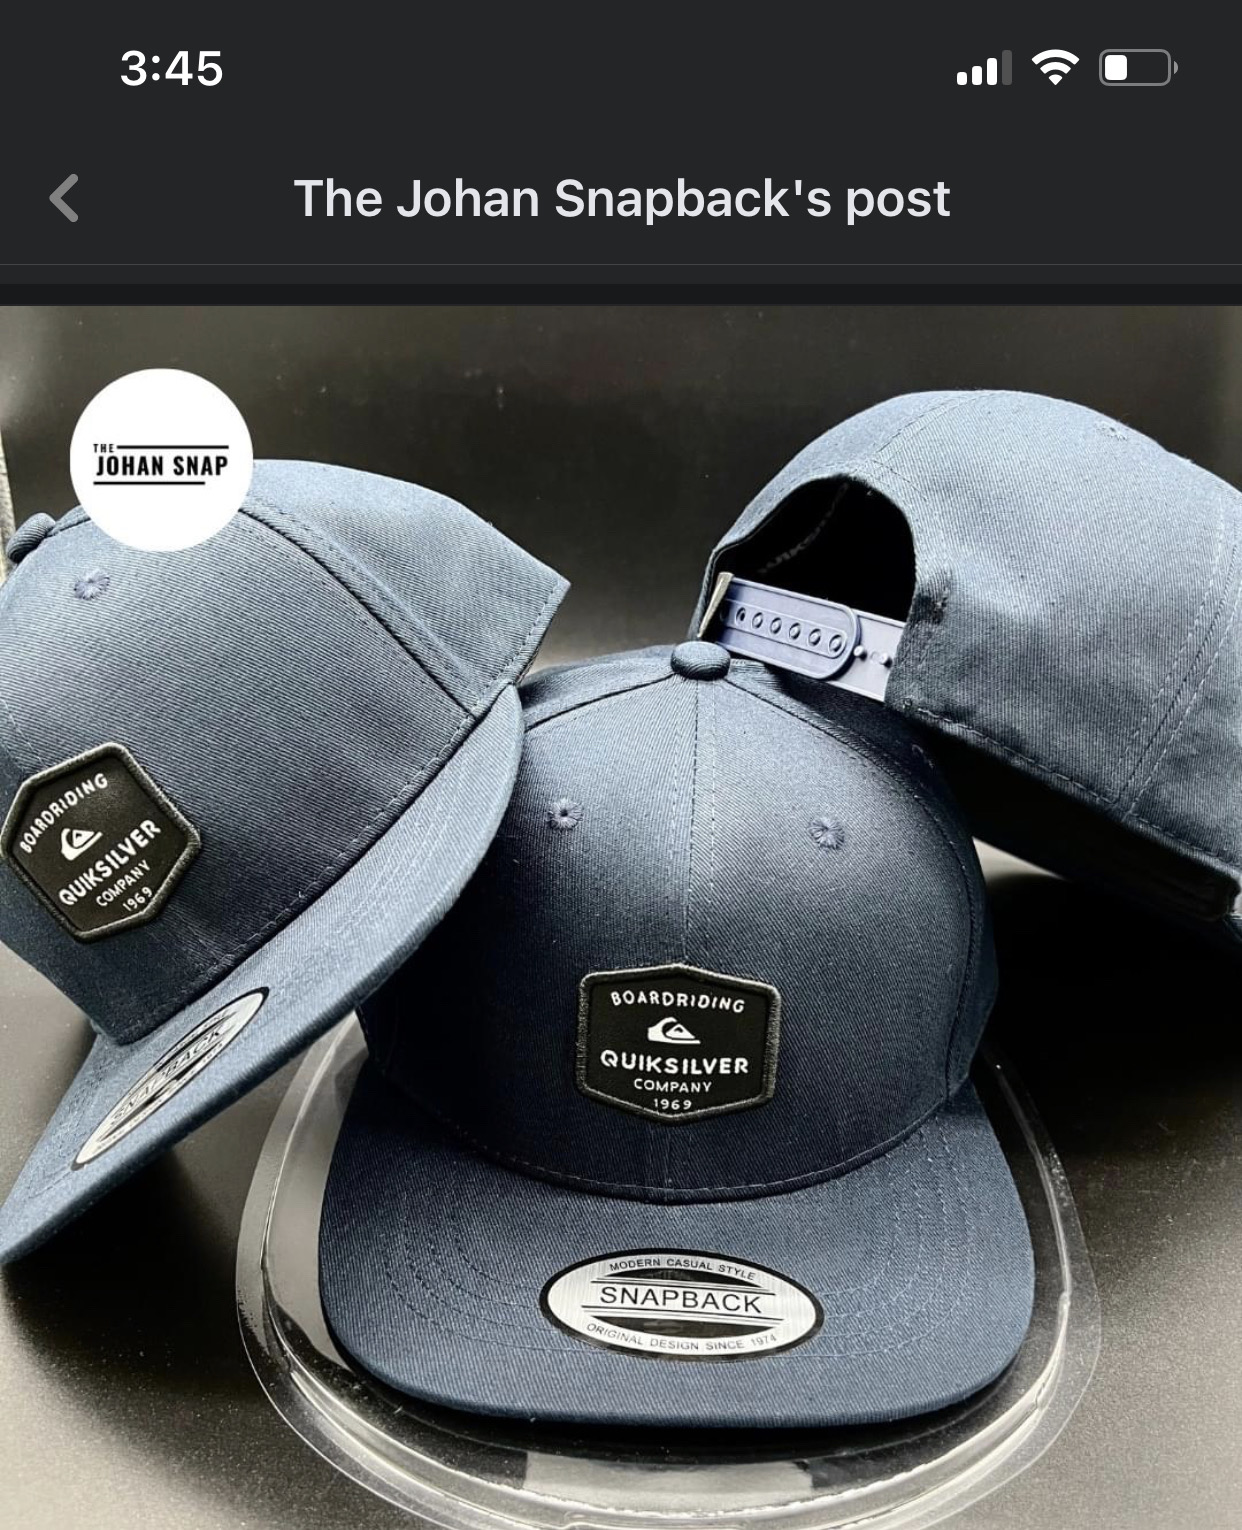 3:45
The Johan Snapback's post
THE
JOHAN SNAP
BOARDRIDING
QUIKSILVER
COMPANY
1969
BOARDRIDING
QUIKSILVER
COMPANY
1969
SNAPBACK
MODERN CASUAL STYLE
SNAPBACK
ORIGINAL DESIGN SINCE 1974